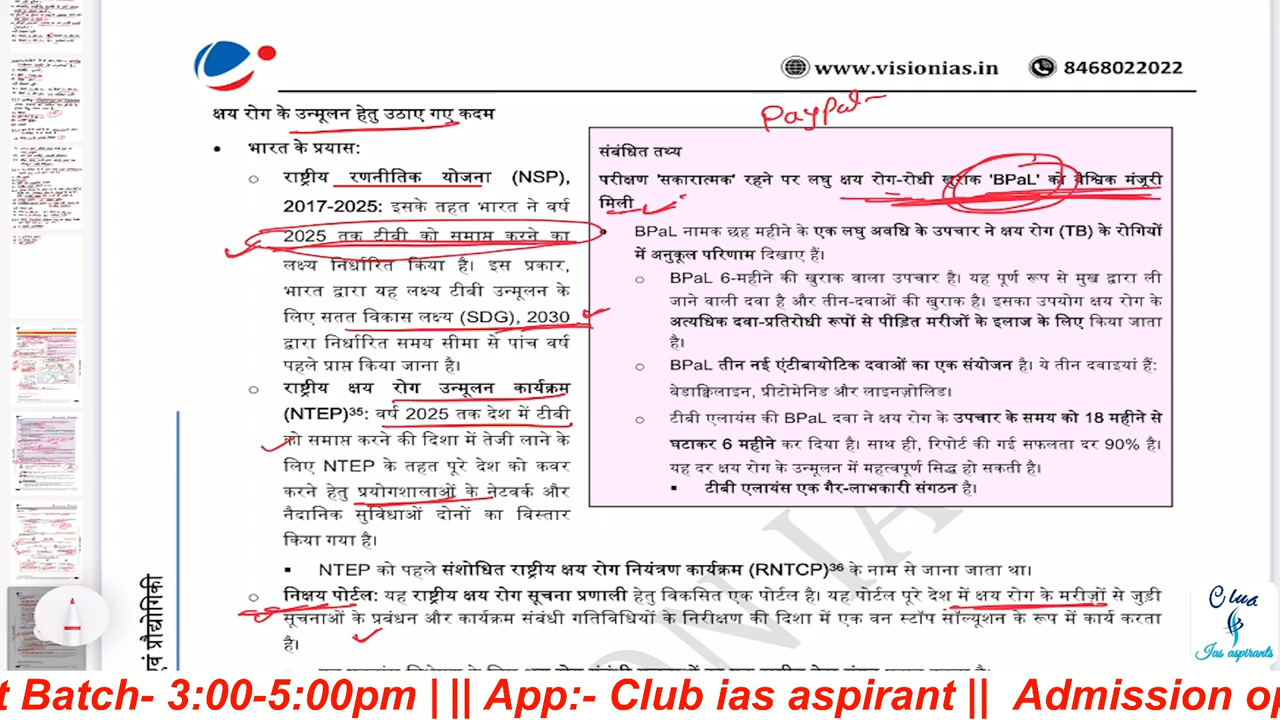 www.visionias.in 8468022022
Paypal-
क्षय रोग के उन्मूलन हेतु उठाए गए कदम
• भारत के प्रयास:
○ राष्ट्रीय रणनीतिक योजना (NSP),
2017-2025: इसके तहत भारत ने वर्ष
2025 तक टीबी को समाप्त करने का
लक्ष्य निर्धारित किया है। इस प्रकार,
भारत द्वारा यह लक्ष्य टीबी उन्मूलन के
लिए सतत विकास लक्ष्य (SDG), 2030
द्वारा निर्धारित समय सीमा से पांच वर्ष
पहले प्राप्त किया जाना है।
○ राष्ट्रीय क्षय रोग उन्मूलन कार्यक्रम
(NTEP)35: वर्ष 2025 तक देश में टीबी
को समाप्त करने की दिशा में तेजी लाने के
लिए NTEP के तहत पूरे देश को कवर
करने हेतु प्रयोगशालाओं के नेटवर्क और
नैदानिक सुविधाओं दोनों का विस्तार
किया गया है।
संबंधित तथ्य
परीक्षण 'सकारात्मक' रहने पर लघु क्षय रोग-रोधी खुराक 'BPaL' को वैश्विक मंजूरी
मिली
• BPaL नामक छह महीने के एक लघु अवधि के उपचार ने क्षय रोग (TB) के रोगियों
में अनुकूल परिणाम दिखाए हैं।
○ BPaL 6-महीने की खुराक वाला उपचार है। यह पूर्ण रूप से मुख द्वारा ली
जाने वाली दवा है और तीन-दवाओं की खुराक है। इसका उपयोग क्षय रोग के
अत्यधिक दवा प्रतिरोधी रूपों से पीड़ित मरीजों के इलाज के लिए किया जाता
है।
○ BPaL तीन नई एंटीबायोटिक दवाओं का एक संयोजन है। ये तीन दवाइयां हैं:
बेडाक्विलाइन, प्रीटोमेनिड और लाइनज़ोलिड।
○ टीबी एलायंस की BPaL दवा ने क्षय रोग के उपचार के समय को 18 महीने से
घटाकर 6 महीने कर दिया है। साथ ही, रिपोर्ट की गई सफलता दर 90% है।
यह दर टीबी के उन्मूलन में महत्वपूर्ण सिद्ध हो सकती है।
▪ टीबी एलायंस एक गैर-लाभकारी संगठन है।
▪ NTEP को पहले संशोधित राष्ट्रीय क्षय रोग नियंत्रण कार्यक्रम (RNTCP)36 के नाम से जाना जाता था।
○ निक्षय पोर्टल: यह राष्ट्रीय क्षय रोग सूचना प्रणाली हेतु विकसित एक पोर्टल है। यह पोर्टल पूरे देश में क्षय रोग के मरीज़ों से जुड़ी
सूचनाओं के प्रबंधन और कार्यक्रम संबंधी गतिविधियों के निरीक्षण की दिशा में एक वन स्टॉप सॉल्यूशन के रूप में कार्य करता
है।
एवं प्रौद्योगिकी
Club
Ias aspirants
t Batch- 3:00-5:00pm | || App:- Club ias aspirant || Admission op